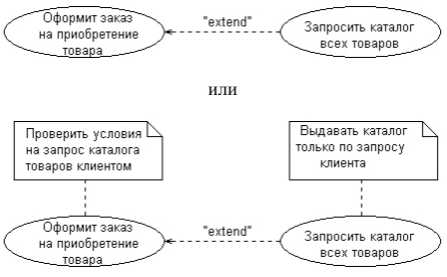 Оформит заказ
на приобретение
товара
"extend"
Запросить каталог
всех товаров
или
Проверить условия
на запрос каталога
товаров клиентом
Выдавать каталог
только по запросу
клиента
Оформит заказ
на приобретение
товара
"extend"
Запросить каталог
всех товаров